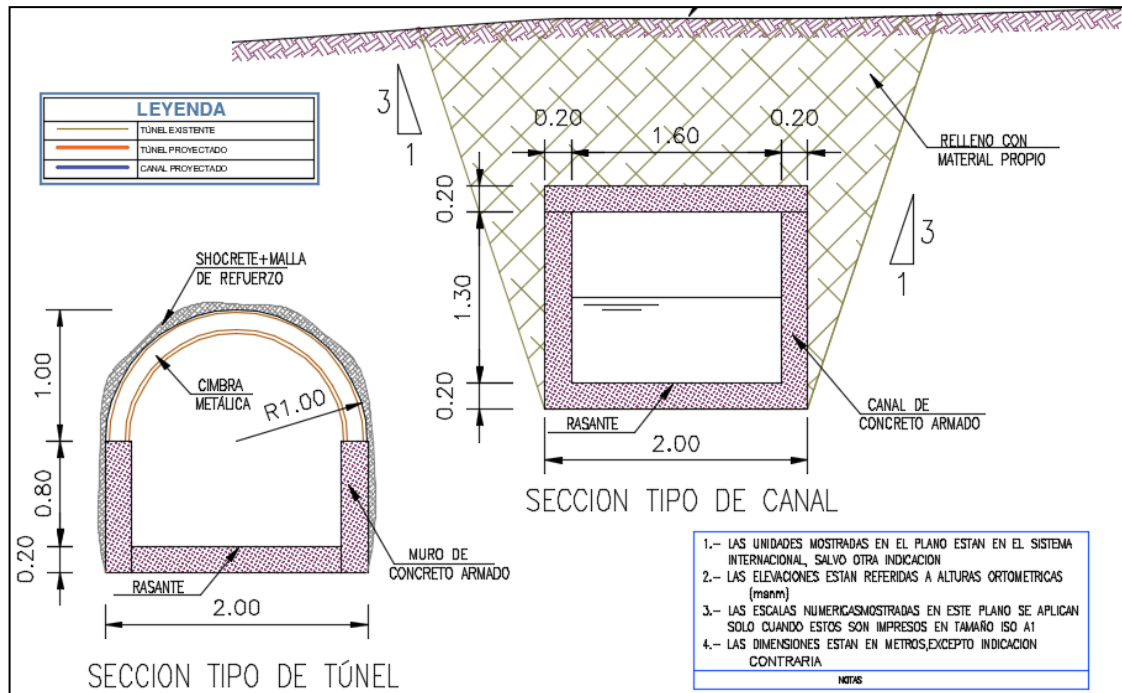 LEYENDA
TÚNEL EXISTENTE
TÚNEL PROYECTADO
CANAL PROYECTADO
3
1
0.20
0.20
1.60
RELLENO CON
MATERIAL PROPIO
0.20
3
1
1.30
0.20
RASANTE
CANAL DE
CONCRETO ARMADO
2.00
SECCION TIPO DE CANAL
SHOCRETE+MALLA
DE REFUERZO
1.00
CIMBRA
METÁLICA
R1.00
0.80
0.20
MURO DE
CONCRETO ARMADO
RASANTE
2.00
SECCION TIPO DE TÚNEL
1.- LAS UNIDADES MOSTRADAS EN EL PLANO ESTAN EN EL SISTEMA
INTERNACIONAL, SALVO OTRA INDICACION
2.- LAS ELEVACIONES ESTAN REFERIDAS A ALTURAS ORTOMETRICAS
(msnm)
3.- LAS ESCALAS NUMERICASMOSTRADAS EN ESTE PLANO SE APLICAN
SOLO CUANDO ESTOS SON IMPRESOS EN TAMAÑO ISO A1
4.- LAS DIMENSIONES ESTAN EN METROS,EXCEPTO INDICACION
CONTRARIA
NOTAS